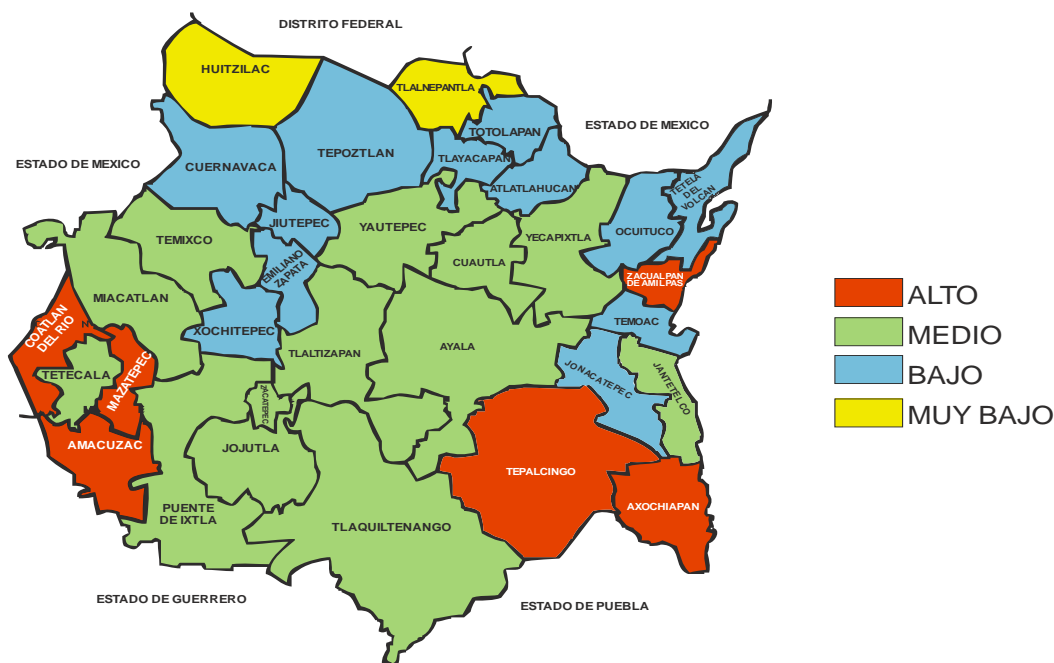 DISTRITO FEDERAL
HUITZILAC
TLALNEPANTLA
ESTADO DE MEXICO
TOTOLAPAN
TEPOZTLAN
TLAYACAPAN
ESTADO DE MEXICO
CUERNAVACA
ATLATLAHUCAN
TETELA
DEL
VOLCAN
JIUTEPEC
YAUTEPEC
OCUITUCO
TEMIXCO
YECAPIXTLA
EMILIANO
ZAPATA
CUAUTLA
ZACUALPAN
DE AMILPAS
MIACATLAN
ALTO
COATLAN
DEL RIO
XOCHITEPEC
TEMOAC
MEDIO
TLALTIZAPAN
AYALA
JONACATEPEC
JANTETELCO
BAJO
TETECALA
MAZATEPEC
ZACATEPEC
MUY BAJO
AMACUZAC
JOJUTLA
TEPALCINGO
PUENTE
DE IXTLA
AXOCHIAPAN
TLAQUILTENANGO
ESTADO DE GUERRERO
ESTADO DE PUEBLA